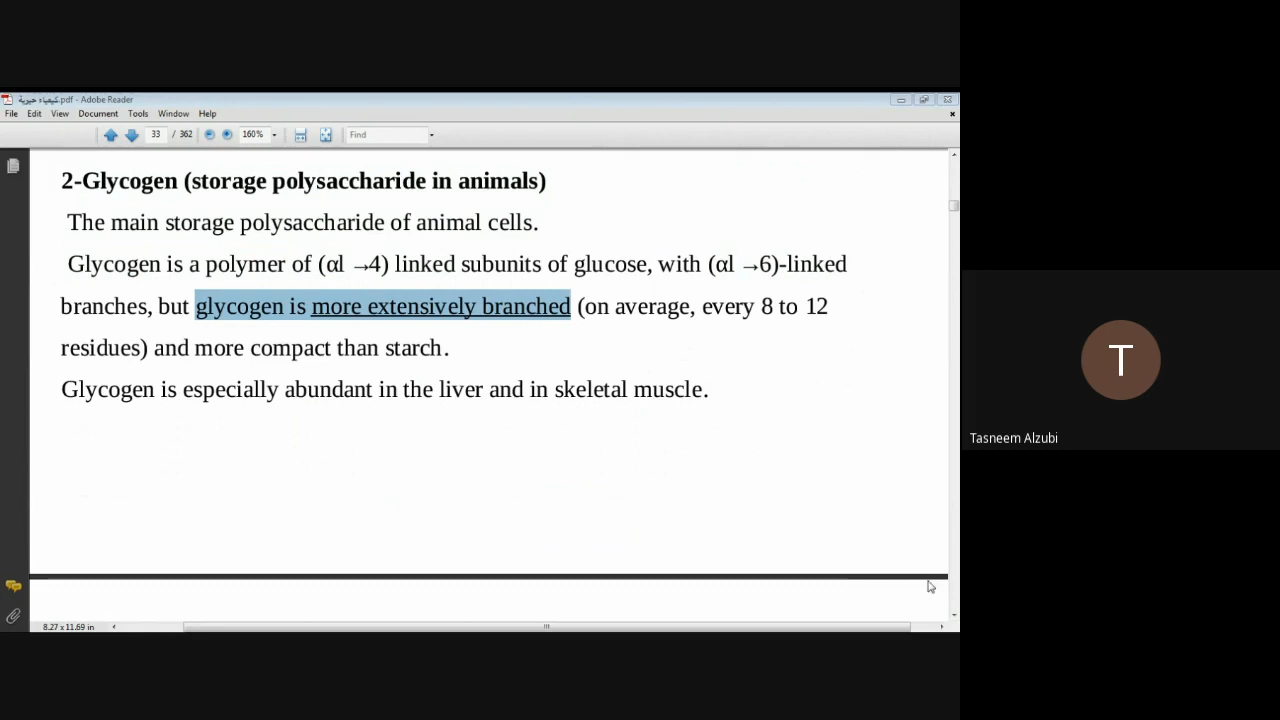 شيمياء حيوية.pdf - Adobe Reader
File Edit View Document Tools Window Help
33 / 362 160% Find
2-Glycogen (storage polysaccharide in animals)
The main storage polysaccharide of animal cells.
Glycogen is a polymer of (αl →4) linked subunits of glucose, with (αl →6)-linked
branches, but glycogen is more extensively branched (on average, every 8 to 12
residues) and more compact than starch.
Glycogen is especially abundant in the liver and in skeletal muscle.
T
Tasneem Alzubi
8.27 x 11.69 in